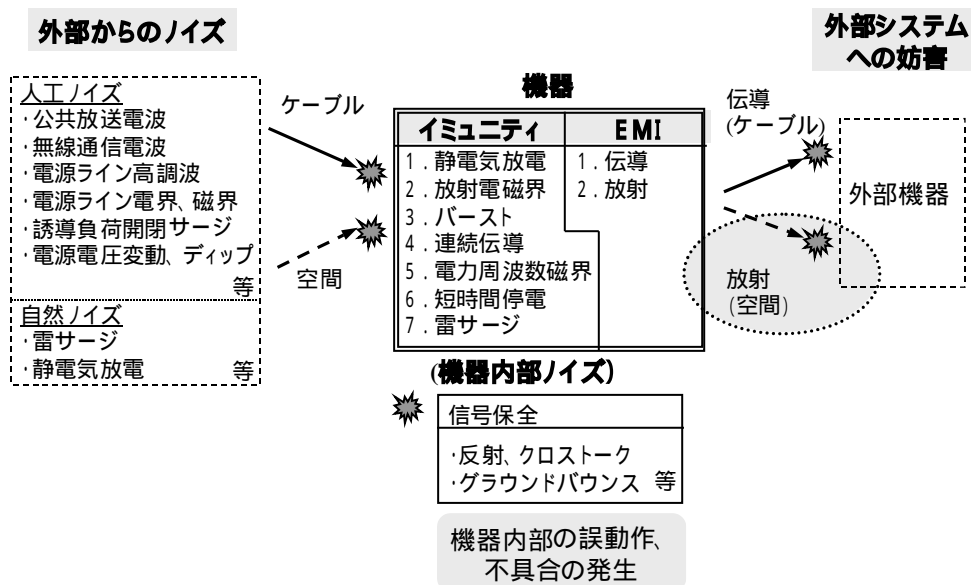 外部からのノイズ
人工ノイズ
・公共放送電波
・無線通信電波
・電源ライン高調波
・電源ライン電界、磁界
・誘導負荷開閉サージ
・電源電圧変動、ディップ
等
自然ノイズ
・雷サージ
・静電気放電 等
ケーブル
空間
機器
イミュニティ
1．静電気放電
2．放射電磁界
3．バースト
4．連続伝導
5．電力周波数磁界
6．短時間停電
7．雷サージ
EMI
1．伝導
2．放射
(機器内部ノイズ)
信号保全
・反射、クロストーク
・グラウンドバウンス 等
機器内部の誤動作、
不具合の発生
外部システム
への妨害
伝導
(ケーブル)
外部機器
放射
(空間)